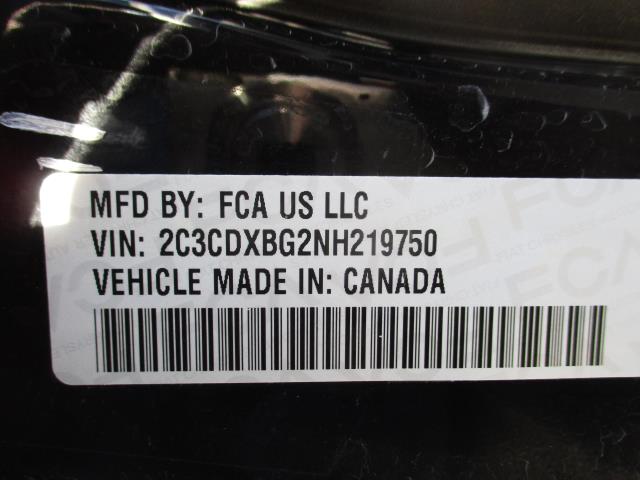 MFD BY: FCA US LLC
VIN: 2C3CDXBG2NH219750
VEHICLE MADE IN: CANADA